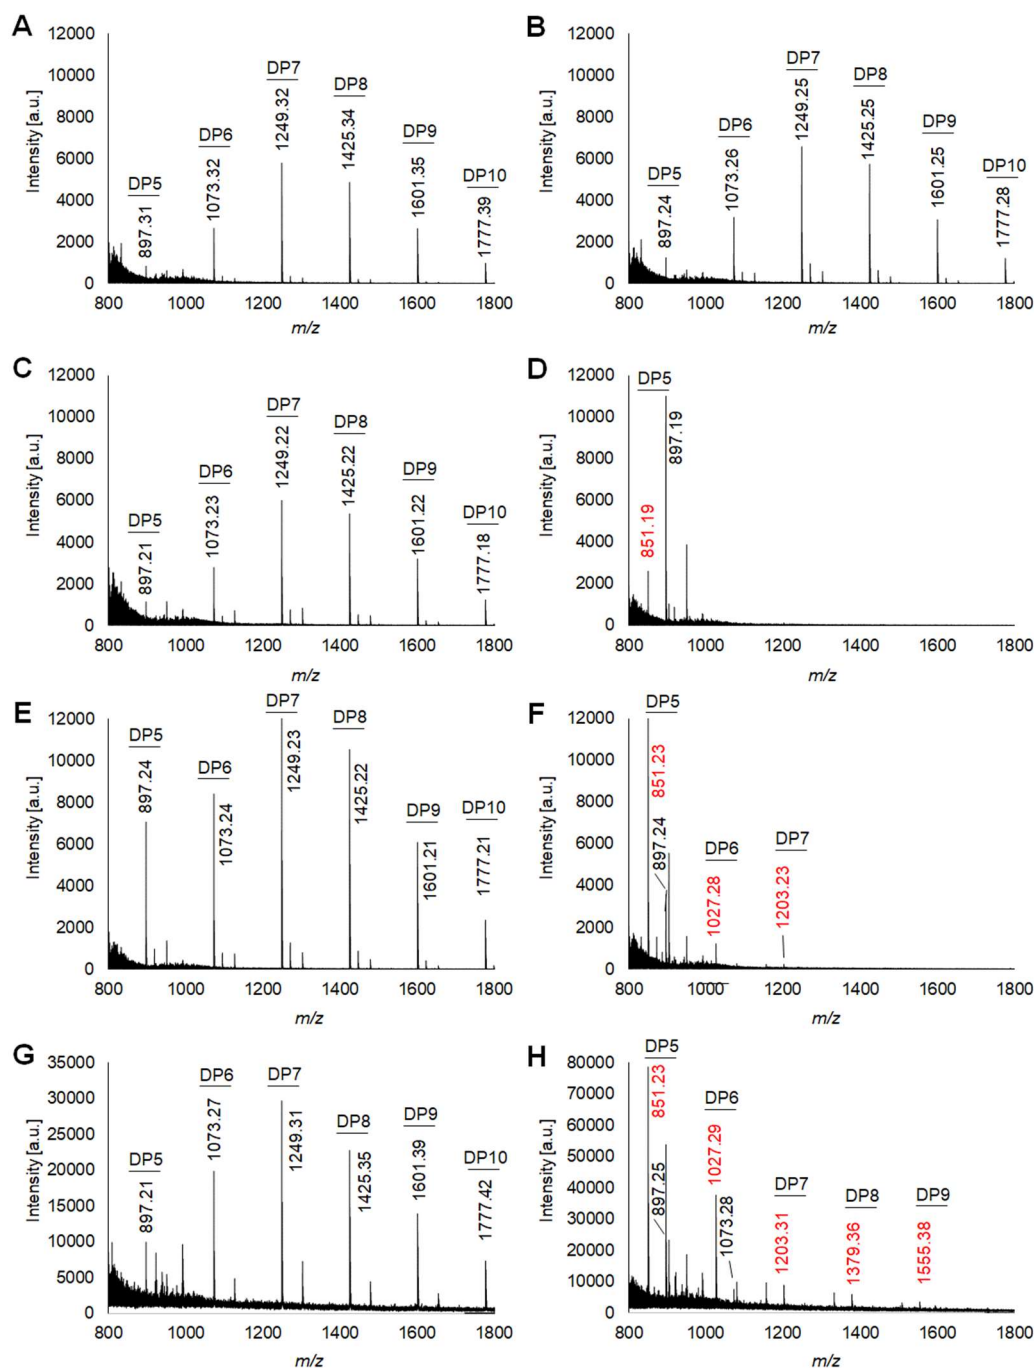 A
Intensity [a.u.]
12000
10000
8000
6000
4000
2000
0
DP5
897.31
DP6
1073.32
DP7
1249.32
DP8
1425.34
DP9
1601.35
DP10
1777.39
800 1000 1200 1400 1600 1800
m/z
B
Intensity [a.u.]
12000
10000
8000
6000
4000
2000
0
DP5
897.24
DP6
1073.26
DP7
1249.25
DP8
1425.25
DP9
1601.25
DP10
1777.28
800 1000 1200 1400 1600 1800
m/z
C
Intensity [a.u.]
12000
10000
8000
6000
4000
2000
0
DP5
897.21
DP6
1073.23
DP7
1249.22
DP8
1425.22
DP9
1601.22
DP10
1777.18
800 1000 1200 1400 1600 1800
m/z
D
Intensity [a.u.]
12000
10000
8000
6000
4000
2000
0
DP5
851.19
897.19
800 1000 1200 1400 1600 1800
m/z
E
Intensity [a.u.]
12000
10000
8000
6000
4000
2000
0
DP5
897.24
DP6
1073.24
DP7
1249.23
DP8
1425.22
DP9
1601.21
DP10
1777.21
800 1000 1200 1400 1600 1800
m/z
F
Intensity [a.u.]
12000
10000
8000
6000
4000
2000
0
DP5
851.23
897.24
DP6
1027.28
DP7
1203.23
800 1000 1200 1400 1600 1800
m/z
G
Intensity [a.u.]
35000
30000
25000
20000
15000
10000
5000
0
DP5
897.21
DP6
1073.27
DP7
1249.31
DP8
1425.35
DP9
1601.39
DP10
1777.42
800 1000 1200 1400 1600 1800
m/z
H
Intensity [a.u.]
80000
70000
60000
50000
40000
30000
20000
10000
0
DP5
851.23
897.25
DP6
1027.29
1073.28
DP7
1203.31
DP8
1379.36
DP9
1555.38
800 1000 1200 1400 1600 1800
m/z